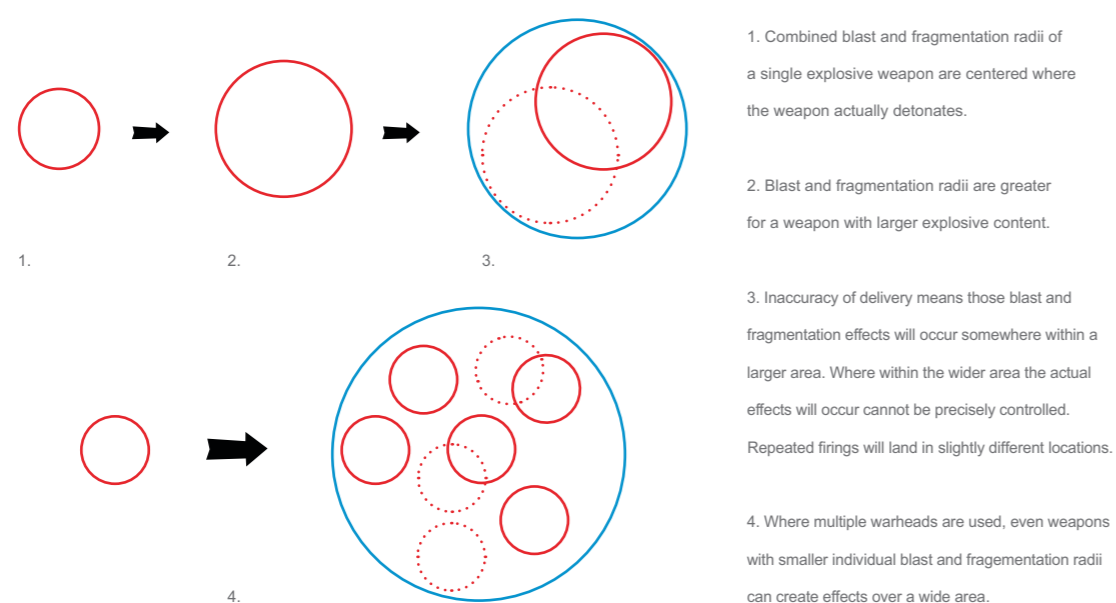 1.
2.
3.
4.
1. Combined blast and fragmentation radii of
a single explosive weapon are centered where
the weapon actually detonates.
2. Blast and fragmentation radii are greater
for a weapon with larger explosive content.
3. Inaccuracy of delivery means those blast and
fragmentation effects will occur somewhere within a
larger area. Where within the wider area the actual
effects will occur cannot be precisely controlled.
Repeated firings will land in slightly different locations.
4. Where multiple warheads are used, even weapons
with smaller individual blast and fragementation radii
can create effects over a wide area.